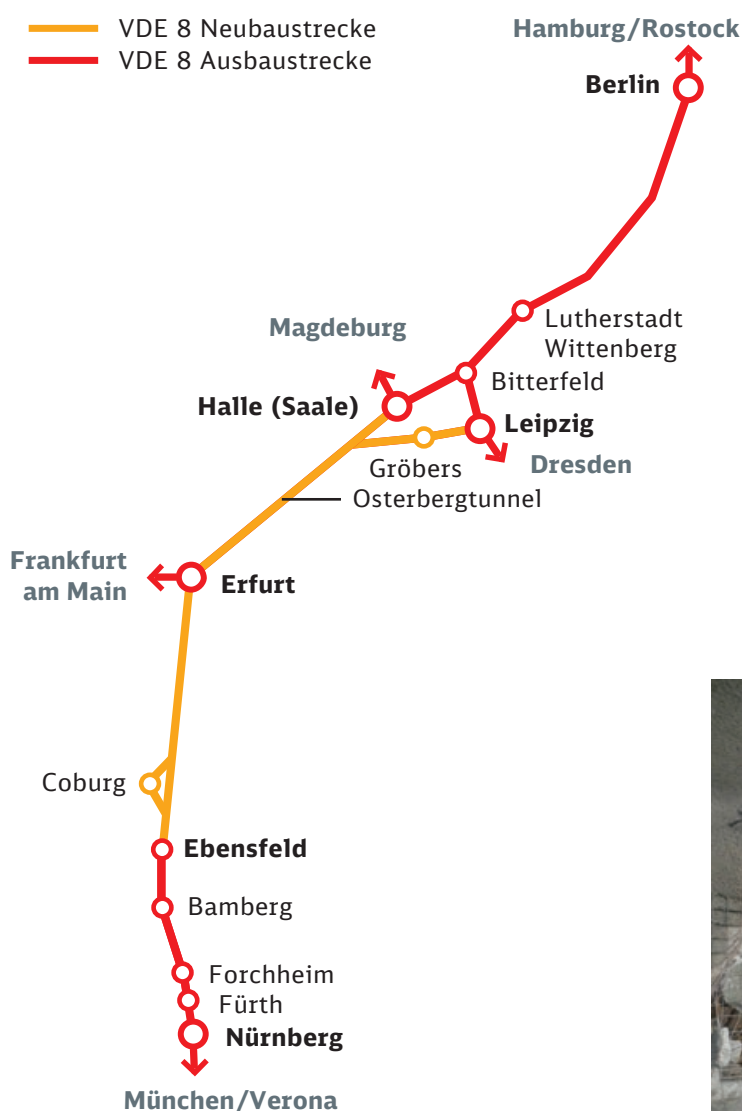 VDE 8 Neubaustrecke
VDE 8 Ausbaustrecke
Hamburg/Rostock
Berlin
Lutherstadt
Wittenberg
Magdeburg
Bitterfeld
Halle (Saale)
Leipzig
Gröbers
Dresden
Osterbergtunnel
Frankfurt
am Main
Erfurt
Coburg
Ebensfeld
Bamberg
Forchheim
Fürth
Nürnberg
München/Verona